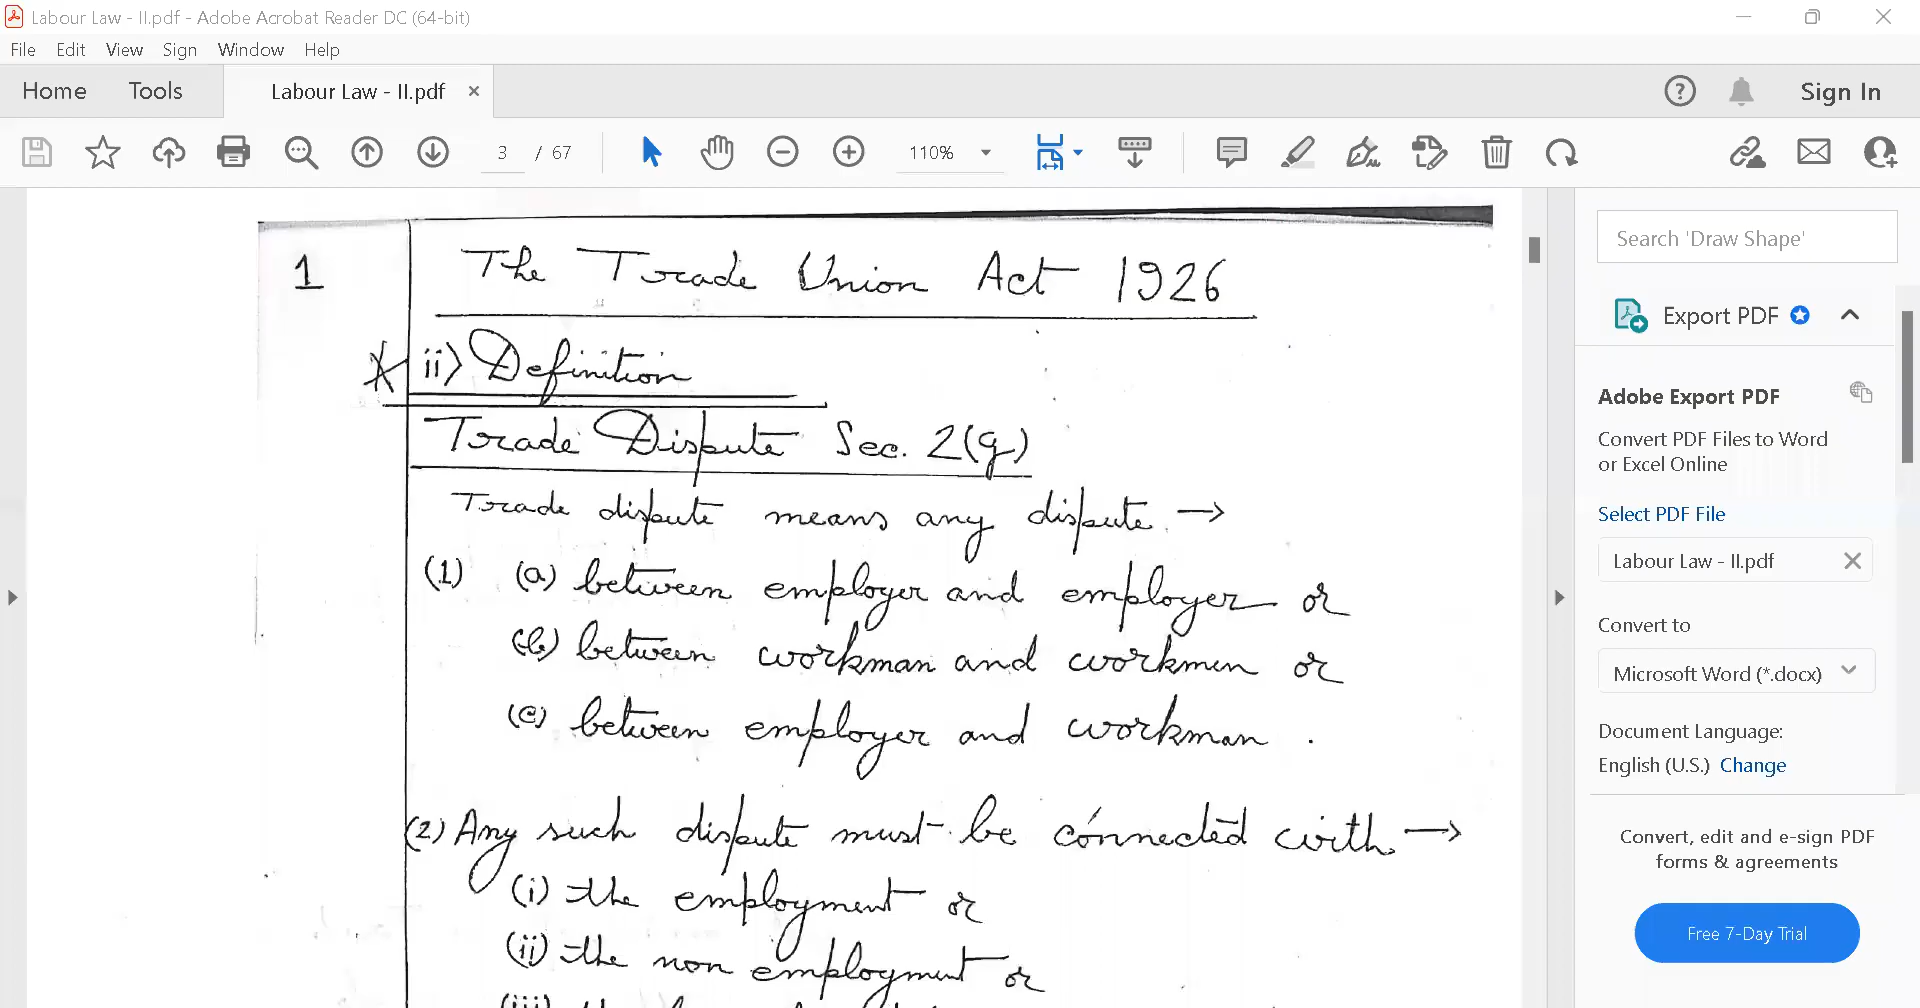 Labour Law - II.pdf - Adobe Acrobat Reader DC (64-bit)
File Edit View Sign Window Help
Home Tools Labour Law - II.pdf × Sign In
3 / 67 110%
1 The Trade Union Act 1926
ii) Definition
Trade Dispute Sec. 2(g)
Trade dispute means any dispute →
(1) (a) between employer and employer or
(b) between workman and workmen or
(c) between employer and workman.
(2) Any such dispute must be connected with →
(i) the employment or
(ii) the non employment or
(iii) the
Search 'Draw Shape'
Export PDF
Adobe Export PDF
Convert PDF Files to Word
or Excel Online
Select PDF File
Labour Law - II.pdf
Convert to
Microsoft Word (*.docx)
Document Language:
English (U.S.) Change
Convert, edit and e-sign PDF
forms & agreements
Free 7-Day Trial